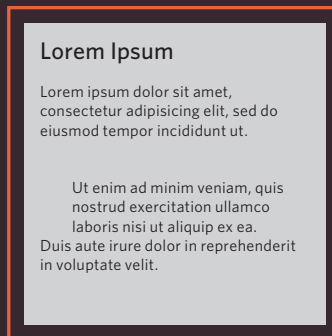 Lorem Ipsum
Lorem ipsum dolor sit amet,
consectetur adipisicing elit, sed do
eiusmod tempor incididunt ut.
Ut enim ad minim veniam, quis
nostrud exercitation ullamco
laboris nisi ut aliquip ex ea.
Duis aute irure dolor in reprehenderit
in voluptate velit.